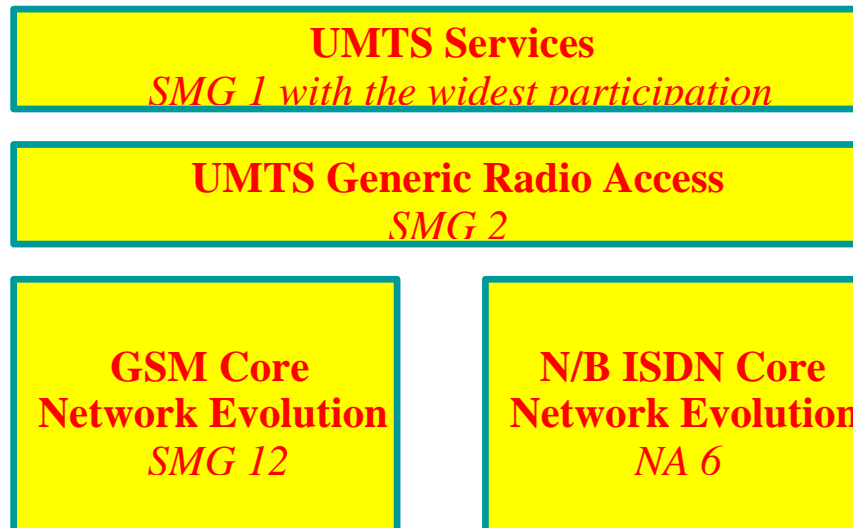 UMTS Services
SMG 1 with the widest participation
UMTS Generic Radio Access
SMG 2
GSM Core
Network Evolution
SMG 12
N/B ISDN Core
Network Evolution
NA 6